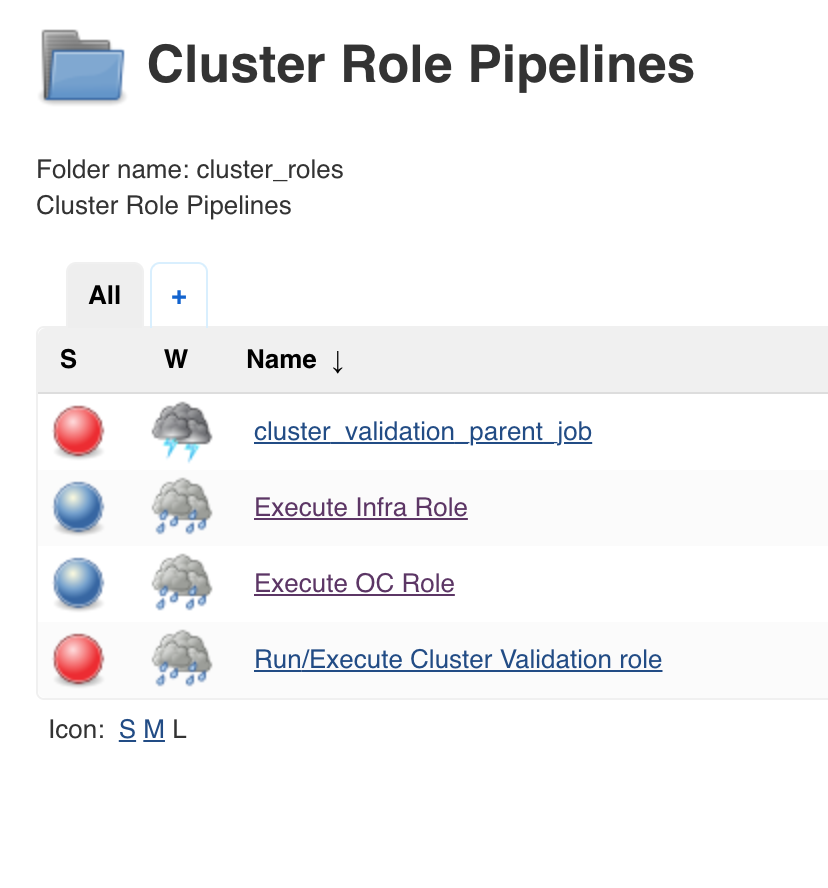 Cluster Role Pipelines
Folder name: cluster_roles
Cluster Role Pipelines
All +
S W Name ↓
cluster_validation_parent_job
Execute Infra Role
Execute OC Role
Run/Execute Cluster Validation role
Icon: S M L